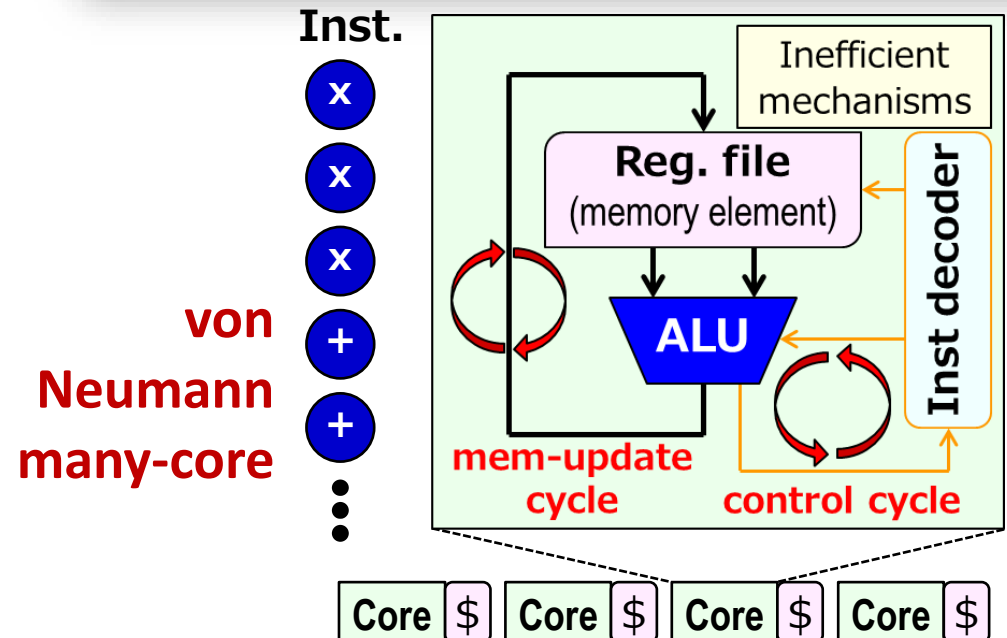 Inst.
x
x
x
+
+
von
Neumann
many-core
Inefficient
mechanisms
Reg. file
(memory element)
ALU
Inst decoder
mem-update
cycle
control cycle
Core $ Core $ Core $ Core $